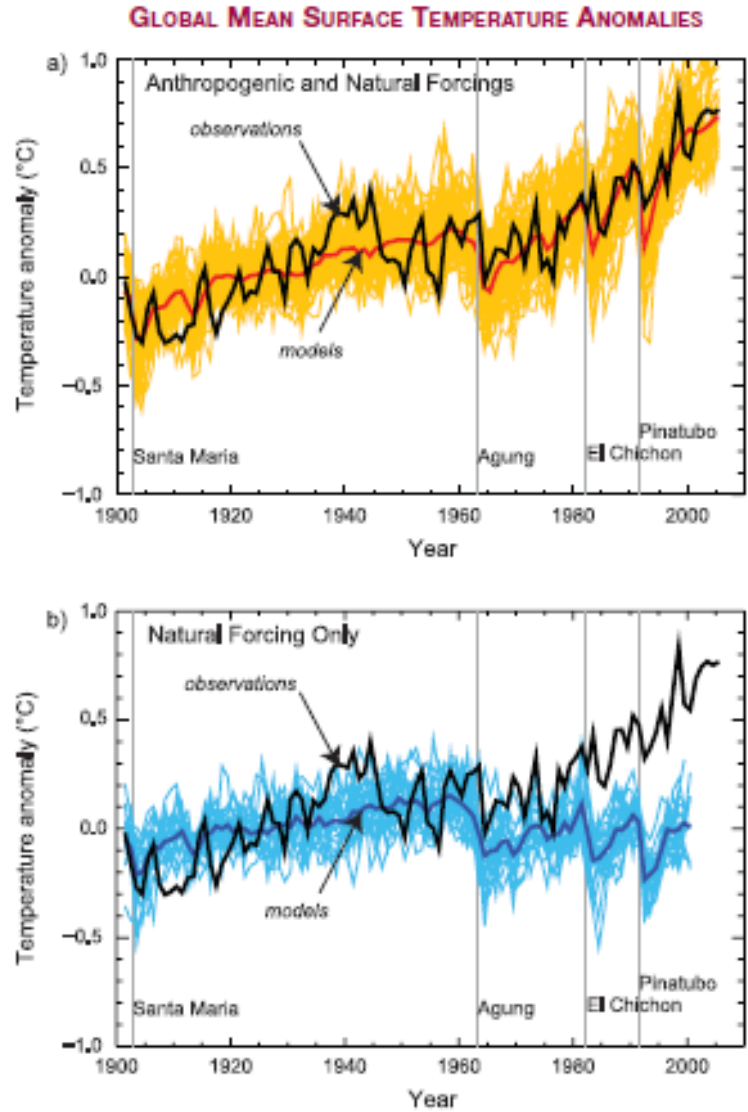 GLOBAL MEAN SURFACE TEMPERATURE ANOMALIES
a)
1.0
Anthropogenic and Natural Forcings
observations
0.5
Temperature anomaly (°C)
0.0
models
−0.5
Pinatubo
Santa Maria
Agung
El Chichon
−1.0
1900
1920
1940
1960
1980
2000
Year
b)
1.0
Natural Forcing Only
observations
0.5
Temperature anomaly (°C)
0.0
models
−0.5
Pinatubo
Santa Maria
Agung
El Chichon
−1.0
1900
1920
1940
1960
1980
2000
Year